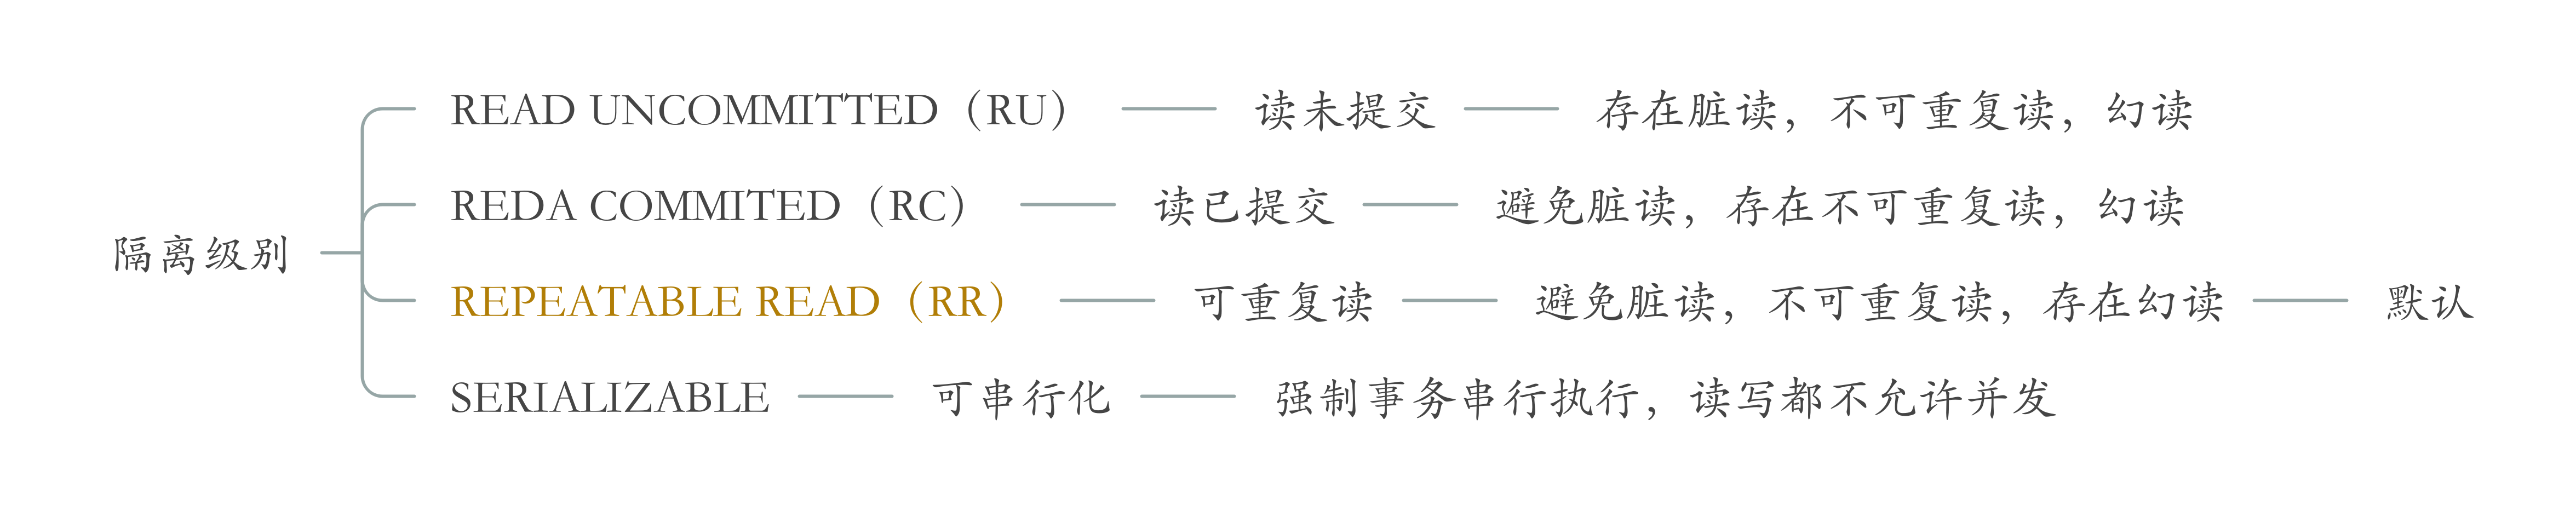 READ UNCOMMITTED（RU） 读未提交 存在脏读，不可重复读，幻读
REDA COMMITED（RC） 读已提交 避免脏读，存在不可重复读，幻读
隔离级别
REPEATABLE READ（RR） 可重复读 避免脏读，不可重复读，存在幻读 默认
SERIALIZABLE 可串行化 强制事务串行执行，读写都不允许并发